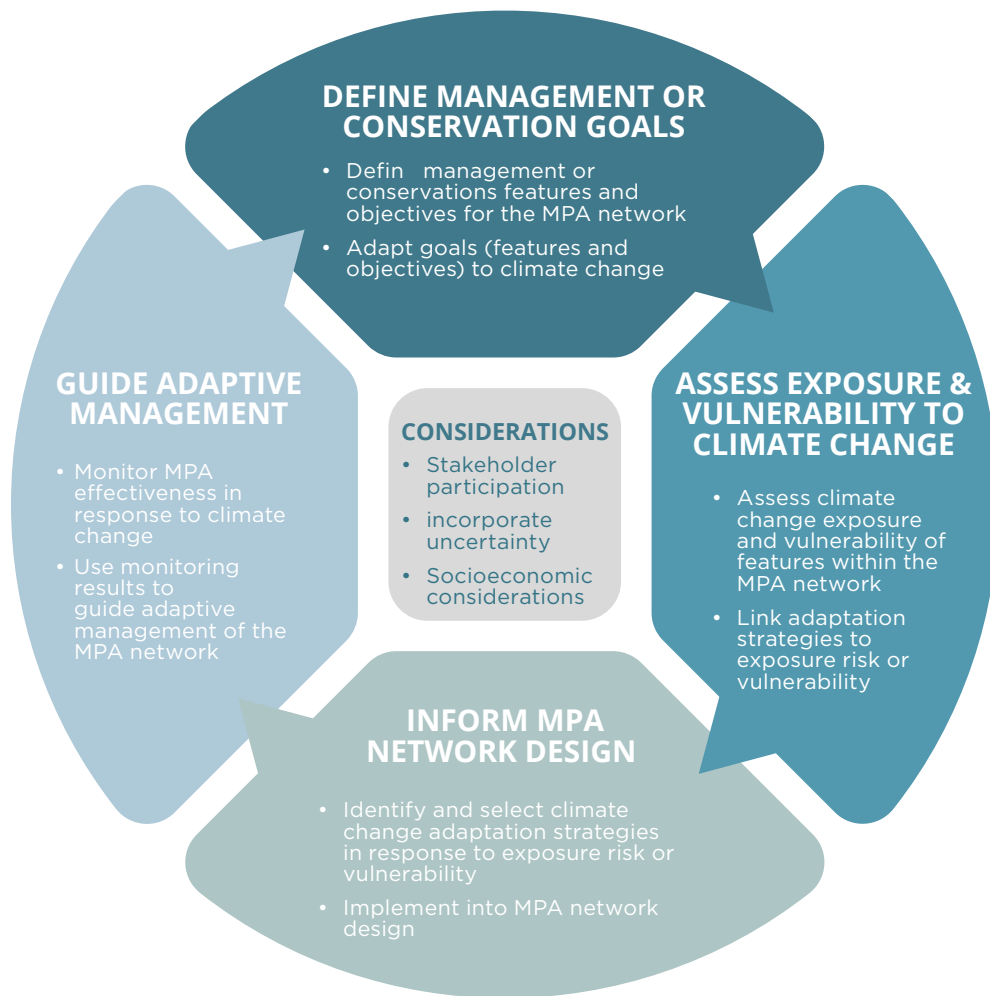 DEFINE MANAGEMENT OR
CONSERVATION GOALS
• Defin   management or
conservations features and
objectives for the MPA network
• Adapt goals (features and
objectives) to climate change
ASSESS EXPOSURE &
VULNERABILITY TO
CLIMATE CHANGE
• Assess climate
change exposure
and vulnerability of
features within the
MPA network
• Link adaptation
strategies to
exposure risk or
vulnerability
INFORM MPA
NETWORK DESIGN
• Identify and select climate
change adaptation strategies
in response to exposure risk or
vulnerability
• Implement into MPA network
design
GUIDE ADAPTIVE
MANAGEMENT
• Monitor MPA
effectiveness in
response to climate
change
• Use monitoring
results to
guide adaptive
management of the
MPA network
CONSIDERATIONS
• Stakeholder
participation
• incorporate
uncertainty
• Socioeconomic
considerations